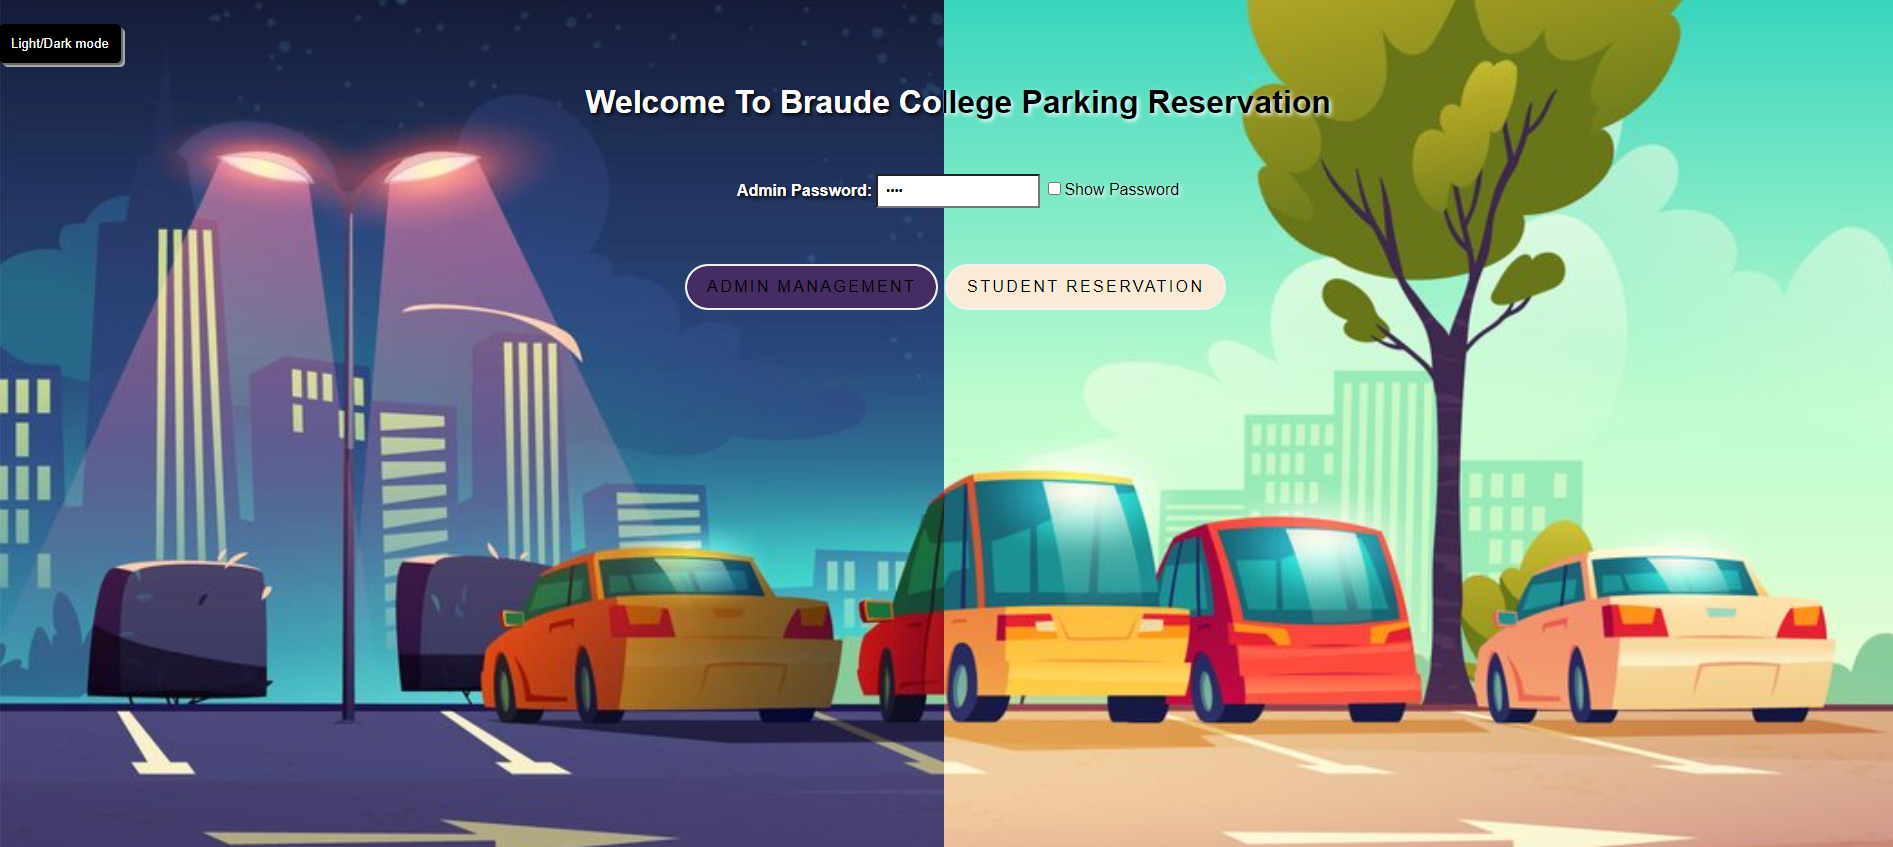 Light/Dark mode
Welcome To Braude College Parking Reservation
Admin Password: •••• Show Password
ADMIN MANAGEMENT STUDENT RESERVATION